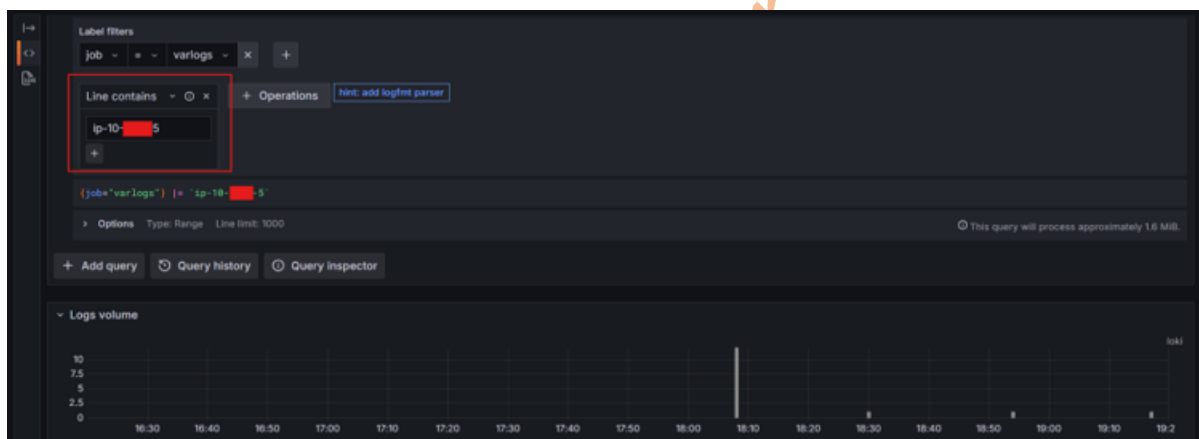 Label filters
job = varlogs × +
Line contains × + Operations hint: add logfmt parser
ip-10- 5
+
{job="varlogs"} |= `ip-10- -5`
> Options Type: Range Line limit: 1000 This query will process approximately 1.6 MiB.
+ Add query Query history Query inspector
Logs volume
loki
10
7.5
5
2.5
0
16:30 16:40 16:50 17:00 17:10 17:20 17:30 17:40 17:50 18:00 18:10 18:20 18:30 18:40 18:50 19:00 19:10 19:2